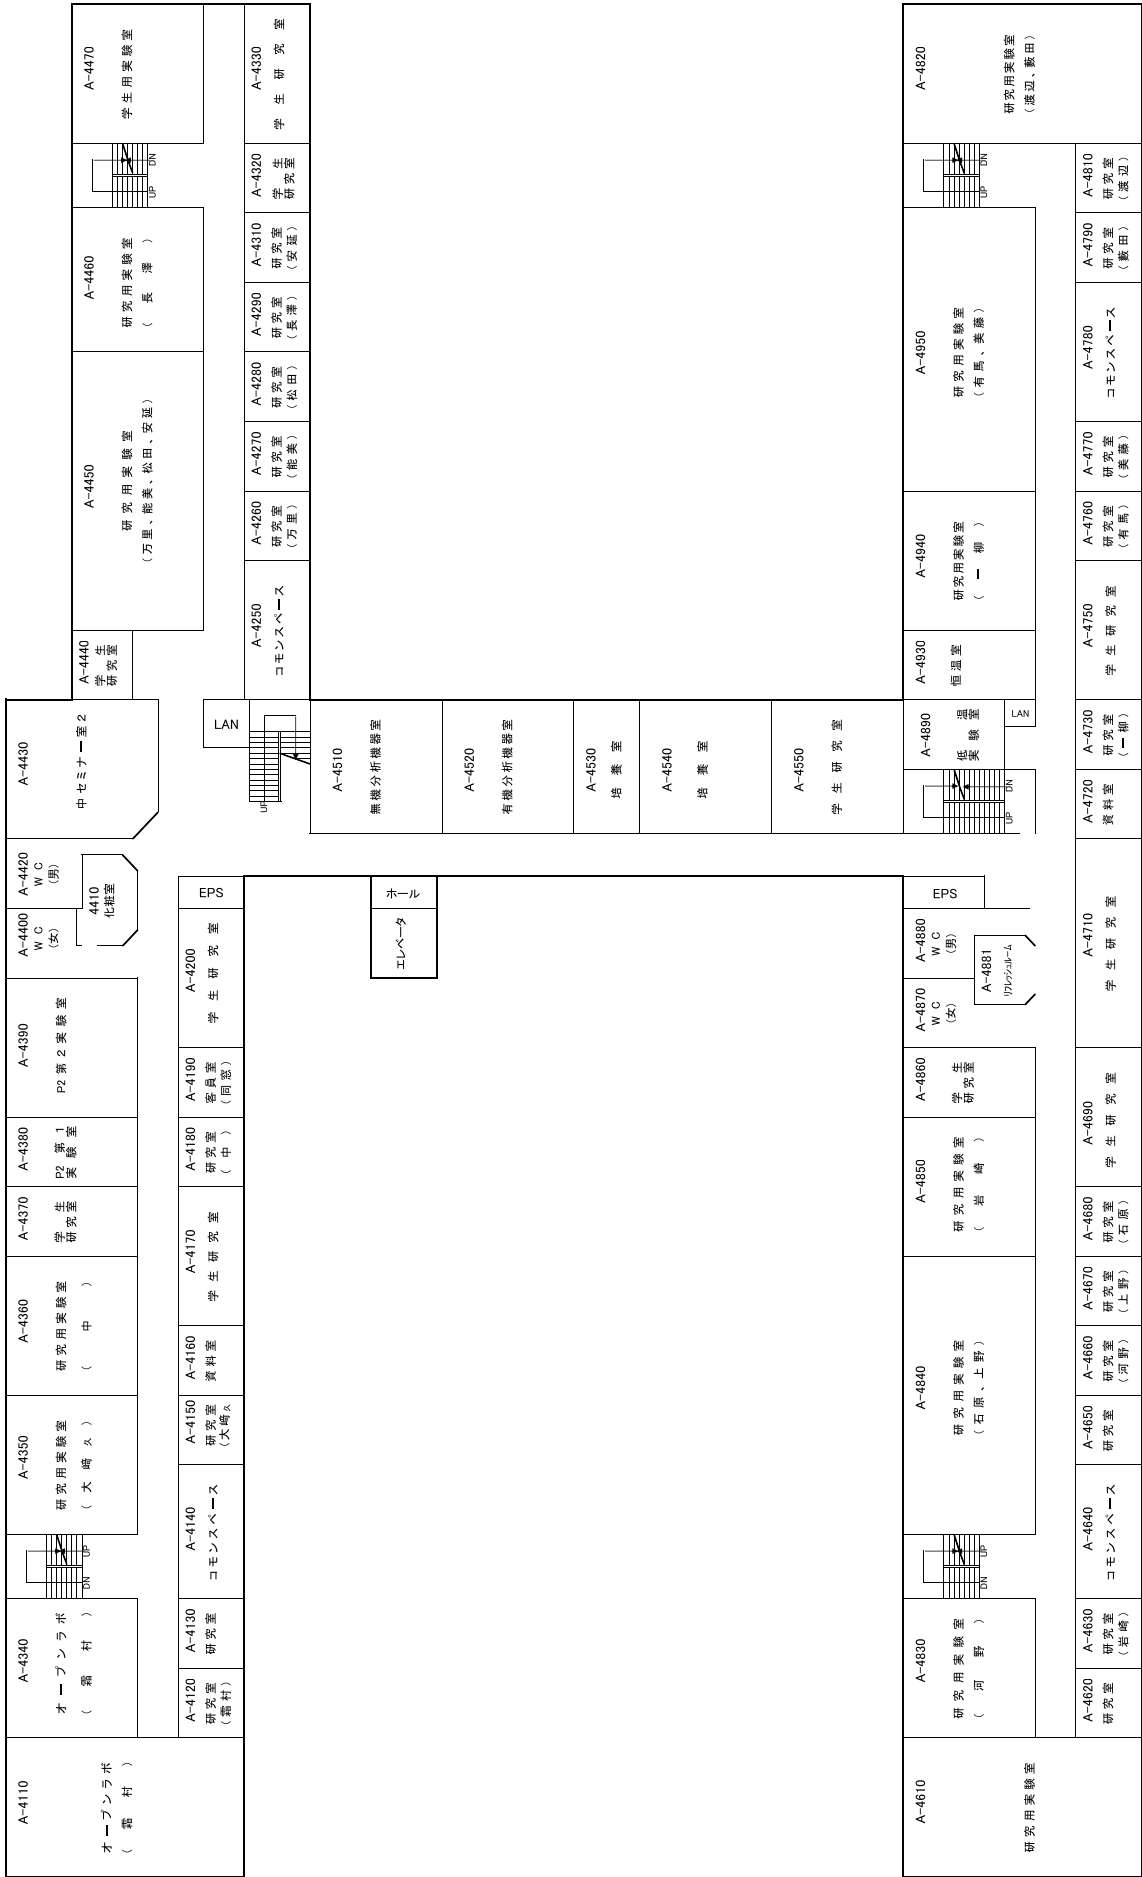 A-4470
学生用実験室
UP
DN
A-4460
研究用実験室
(長澤)
A-4450
研究用実験室
(万里、能美、松田、安延)
A-4440
学生
研究室
A-4330
学生研究室
A-4320
学生
研究室
A-4310
研究室
(安延)
A-4290
研究室
(長澤)
A-4280
研究室
(松田)
A-4270
研究室
(能美)
A-4260
研究室
(万里)
A-4250
コモンスペース
A-4430
中セミナー室2
LAN
UP
A-4420
WC
(男)
4410
化粧室
A-4400
WC
(女)
A-4390
P2第2実験室
A-4380
P2第1
実験室
A-4370
学生
研究室
A-4360
研究用実験室
(中)
A-4350
研究用実験室
(大﨑久)
UP
DN
A-4340
オープンラボ
(霜村)
A-4110
オープンラボ
(霜村)
EPS
A-4200
学生研究室
A-4190
客員室
(同窓)
A-4180
研究室
(中)
A-4170
学生研究室
A-4160
資料室
A-4150
研究室
(大﨑久
A-4140
コモンスペース
A-4130
研究室
A-4120
研究室
(霜村)
A-4510
無機分析機器室
A-4520
有機分析機器室
A-4530
培養室
A-4540
培養室
A-4550
学生研究室
ホール
エレベータ
A-4820
研究用実験室
(渡辺、藪田)
UP
DN
A-4950
研究用実験室
(有馬、美藤)
A-4940
研究用実験室
(一柳)
A-4930
恒温室
A-4890
低温
実験室
LAN
UP
DN
EPS
A-4880
WC
(男)
A-4881
リフレッシュルーム
A-4870
WC
(女)
A-4860
学生
研究室
A-4850
研究用実験室
(岩崎)
A-4840
研究用実験室
(石原、上野)
UP
DN
A-4830
研究用実験室
(河野)
A-4610
研究用実験室
A-4810
研究室
(渡辺)
A-4790
研究室
(藪田)
A-4780
コモンスペース
A-4770
研究室
(美藤)
A-4760
研究室
(有馬)
A-4750
学生研究室
A-4730
研究室
(一柳)
A-4720
資料室
A-4710
学生研究室
A-4690
学生研究室
A-4680
研究室
(石原)
A-4670
研究室
(上野)
A-4660
研究室
(河野)
A-4650
研究室
A-4640
コモンスペース
A-4630
研究室
(岩崎)
A-4620
研究室